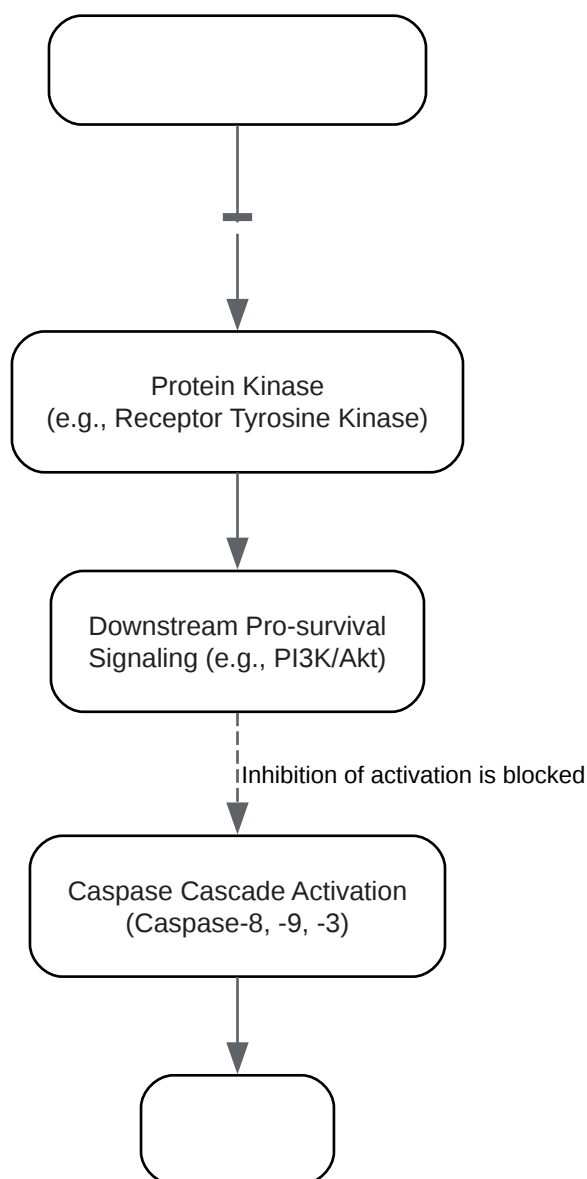 Protein Kinase
(e.g., Receptor Tyrosine Kinase)
Downstream Pro-survival
Signaling (e.g., PI3K/Akt)
Inhibition of activation is blocked
Caspase Cascade Activation
(Caspase-8, -9, -3)